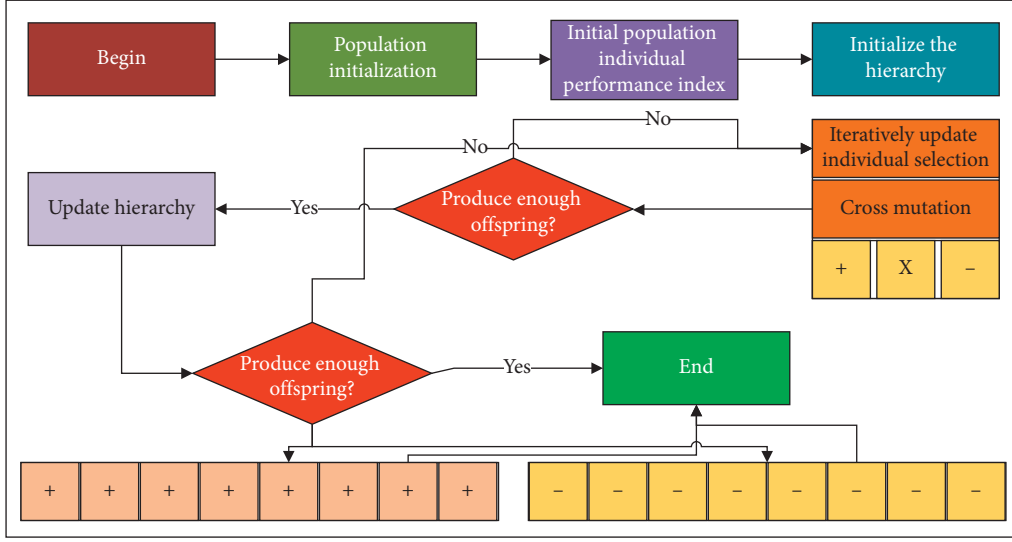 Begin
Population
initialization
Initial population
individual
performance index
Initialize the
hierarchy
No
No
Iteratively update
individual selection
Update hierarchy
Yes
Produce enough
offspring?
Cross mutation
+ X –
Produce enough
offspring?
Yes
End
+ + + + + + + +
– – – – – – – –